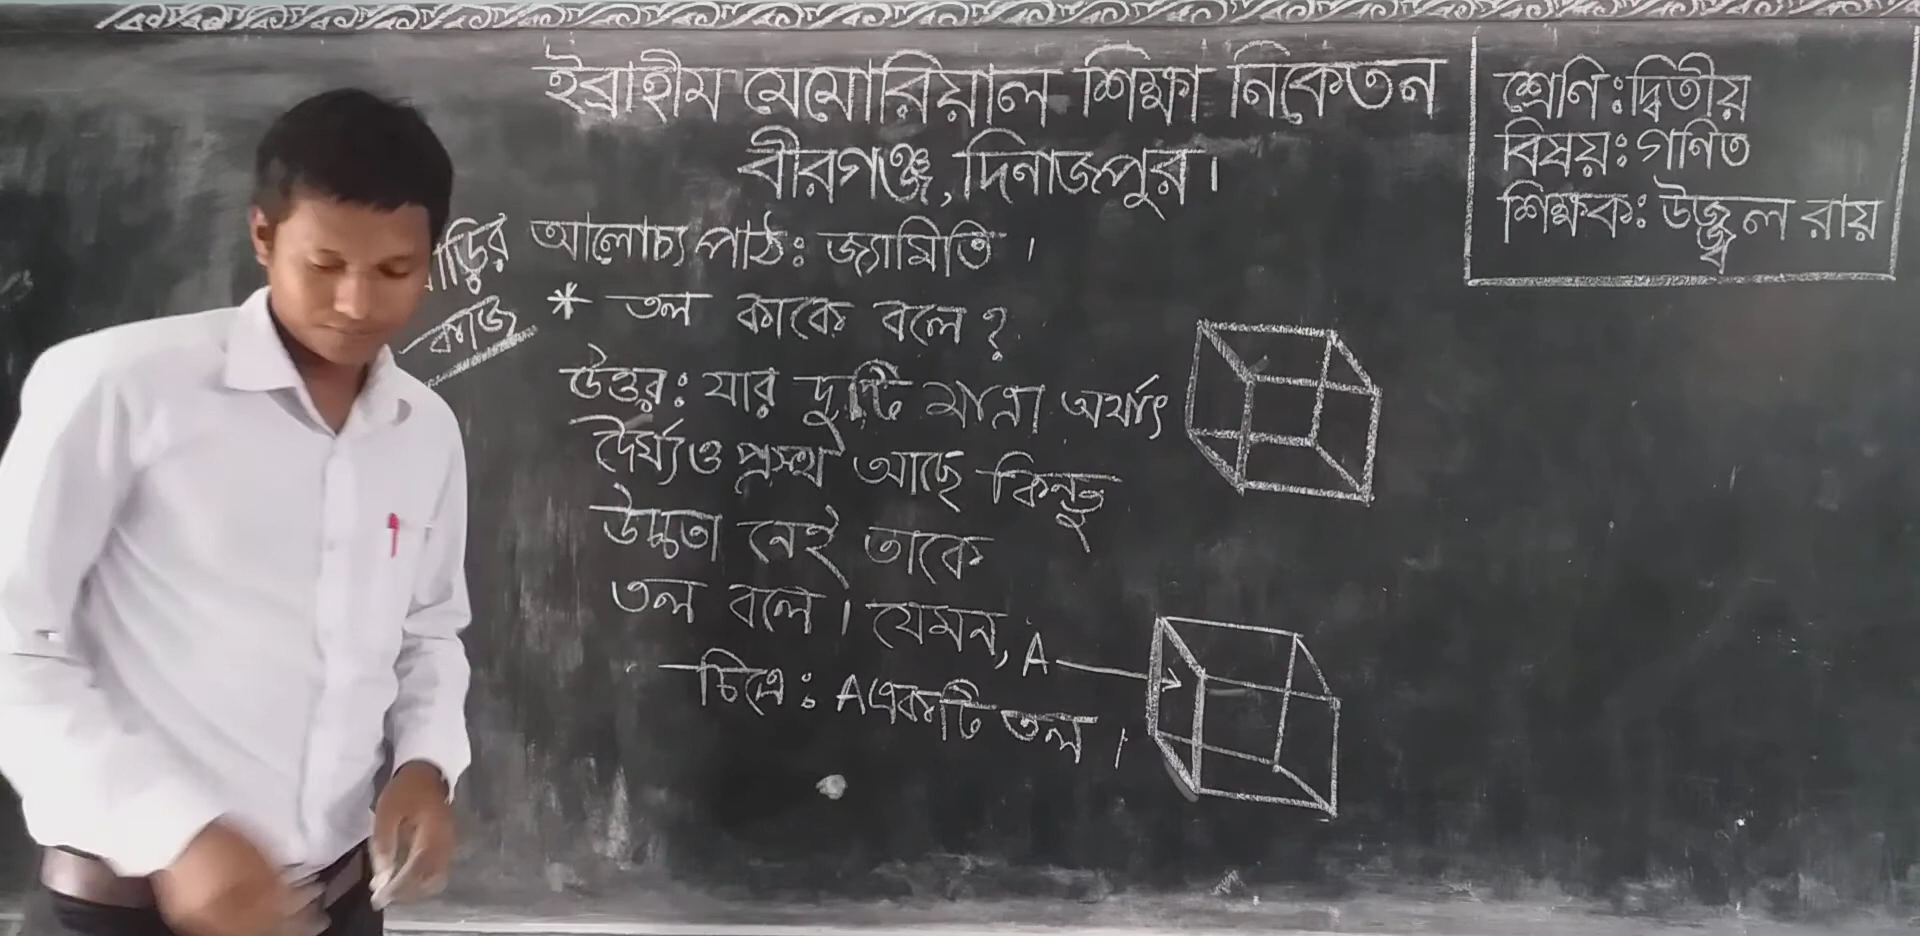 ইব্রাহীম মেমোরিয়াল শিক্ষা নিকেতন
বীরগঞ্জ, দিনাজপুর।
শ্রেণি: দ্বিতীয়
বিষয়: গণিত
শিক্ষক: উজ্জ্বল রায়
আলোচ্য পাঠ: জ্যামিতি।
কাজ
* তল কাকে বলে?
উত্তর: যার দুটি মাত্রা অর্থাৎ
দৈর্ঘ্য ও প্রস্থ আছে কিন্তু
উচ্চতা নেই তাকে
তল বলে। যেমন, A
চিত্রে: A একটি তল।